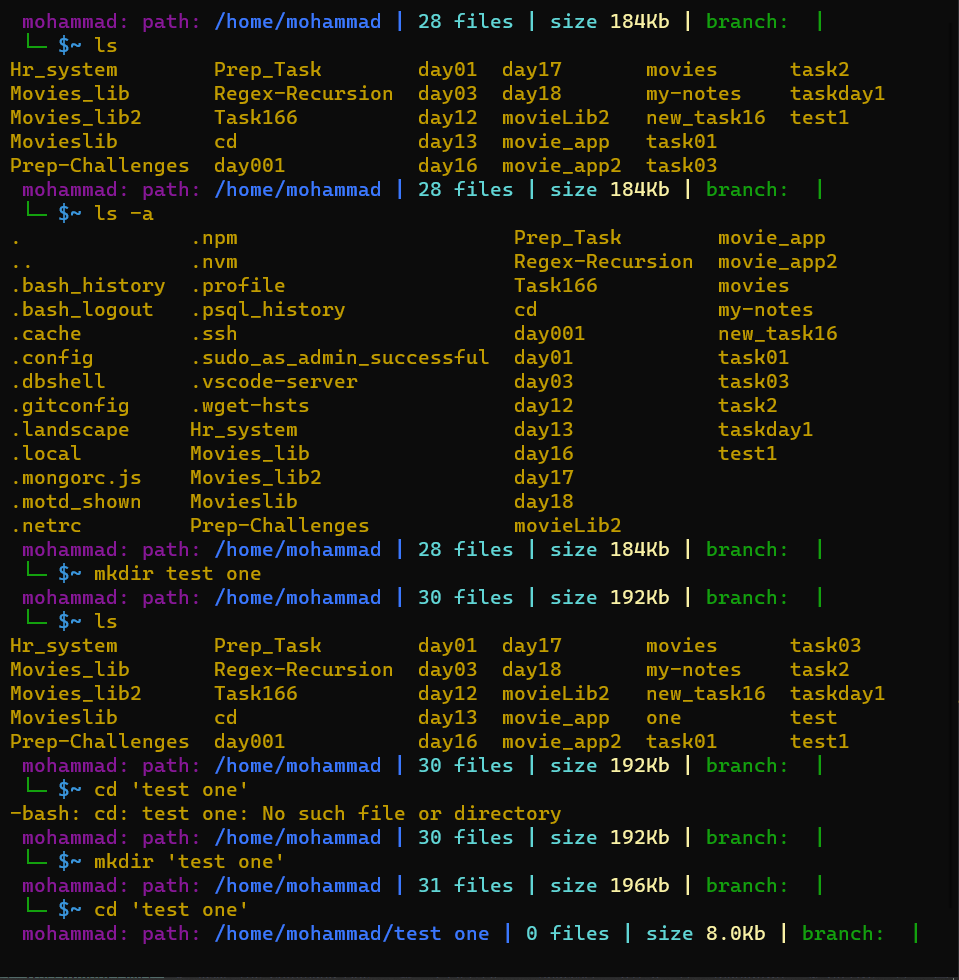 mohammad: path: /home/mohammad | 28 files | size 184Kb | branch:  |
└─ $~ ls
Hr_system        Prep_Task        day01  day17      movies      task2
Movies_lib       Regex-Recursion  day03  day18      my-notes    taskday1
Movies_lib2      Task166          day12  movieLib2  new_task16  test1
Movieslib        cd               day13  movie_app  task01
Prep-Challenges  day001           day16  movie_app2 task03
mohammad: path: /home/mohammad | 28 files | size 184Kb | branch:  |
└─ $~ ls -a
.              .npm                       Prep_Task        movie_app
..             .nvm                       Regex-Recursion  movie_app2
.bash_history  .profile                   Task166          movies
.bash_logout   .psql_history              cd               my-notes
.cache         .ssh                       day001           new_task16
.config        .sudo_as_admin_successful  day01            task01
.dbshell       .vscode-server             day03            task03
.gitconfig     .wget-hsts                 day12            task2
.landscape     Hr_system                  day13            taskday1
.local         Movies_lib                 day16            test1
.mongorc.js    Movies_lib2                day17
.motd_shown    Movieslib                  day18
.netrc         Prep-Challenges            movieLib2
mohammad: path: /home/mohammad | 28 files | size 184Kb | branch:  |
└─ $~ mkdir test one
mohammad: path: /home/mohammad | 30 files | size 192Kb | branch:  |
└─ $~ ls
Hr_system        Prep_Task        day01  day17      movies      task03
Movies_lib       Regex-Recursion  day03  day18      my-notes    task2
Movies_lib2      Task166          day12  movieLib2  new_task16  taskday1
Movieslib        cd               day13  movie_app  one         test
Prep-Challenges  day001           day16  movie_app2 task01      test1
mohammad: path: /home/mohammad | 30 files | size 192Kb | branch:  |
└─ $~ cd 'test one'
-bash: cd: test one: No such file or directory
mohammad: path: /home/mohammad | 30 files | size 192Kb | branch:  |
└─ $~ mkdir 'test one'
mohammad: path: /home/mohammad | 31 files | size 196Kb | branch:  |
└─ $~ cd 'test one'
mohammad: path: /home/mohammad/test one | 0 files | size 8.0Kb | branch:  |